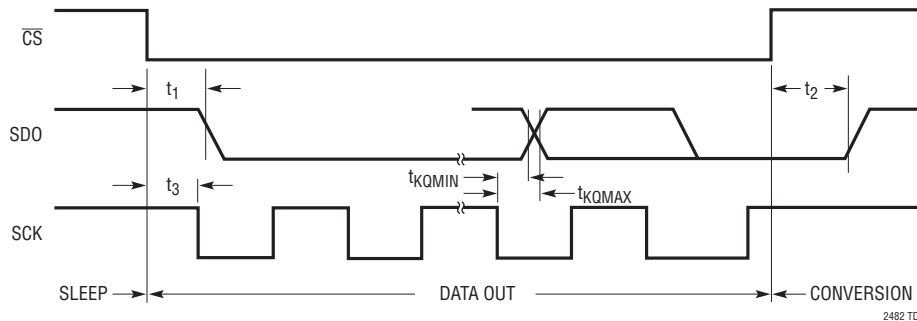 CS
t1
t2
SDO
tKQMIN
t3
tKQMAX
SCK
SLEEP
DATA OUT
CONVERSION
2482 TD